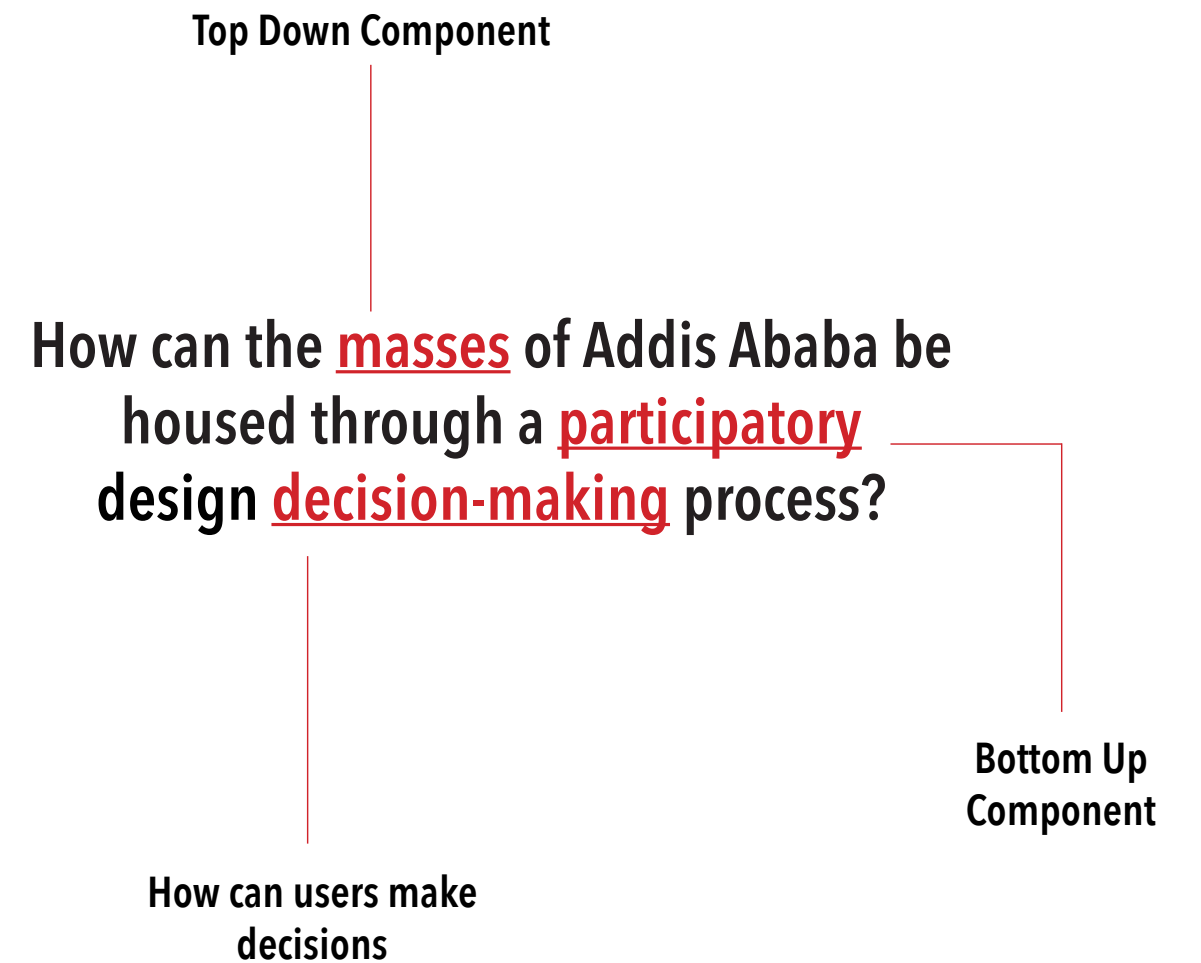 Top Down Component
How can the masses of Addis Ababa be
housed through a participatory
design decision-making process?
Bottom Up
Component
How can users make
decisions